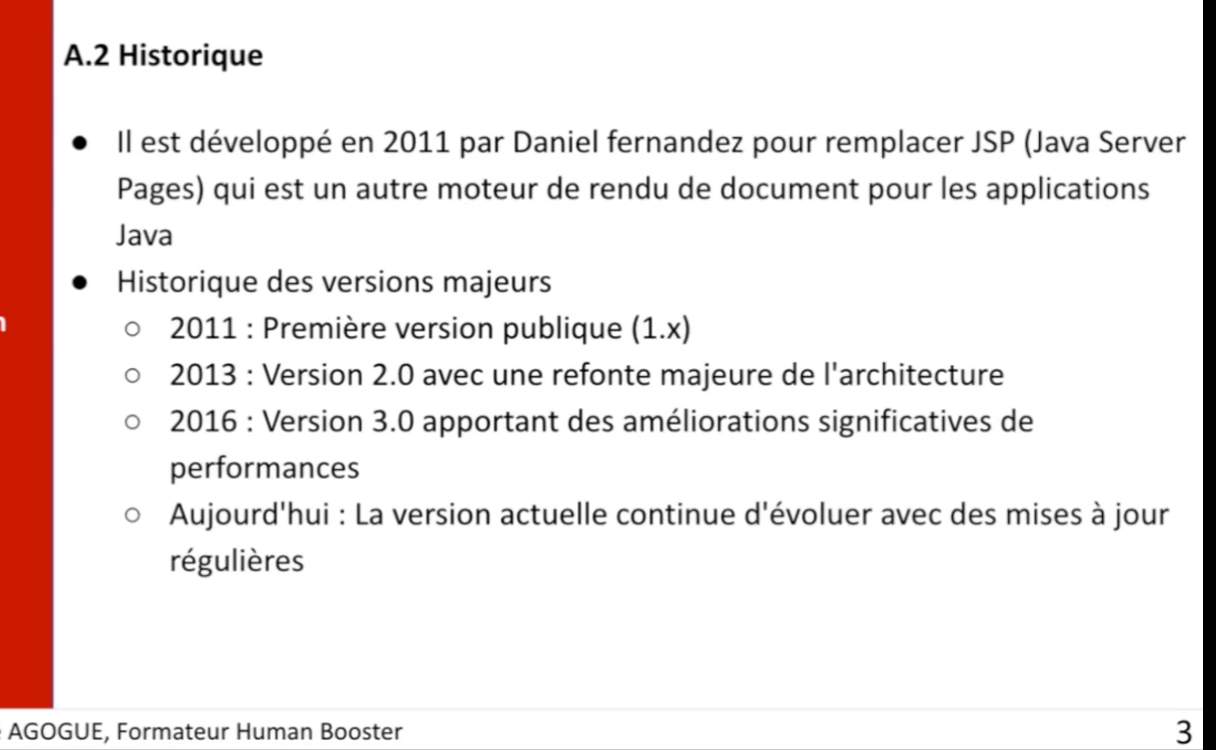 A.2 Historique
● Il est développé en 2011 par Daniel fernandez pour remplacer JSP (Java Server
Pages) qui est un autre moteur de rendu de document pour les applications
Java
● Historique des versions majeurs
○ 2011 : Première version publique (1.x)
○ 2013 : Version 2.0 avec une refonte majeure de l'architecture
○ 2016 : Version 3.0 apportant des améliorations significatives de
performances
○ Aujourd'hui : La version actuelle continue d'évoluer avec des mises à jour
régulières
AGOGUE, Formateur Human Booster
3